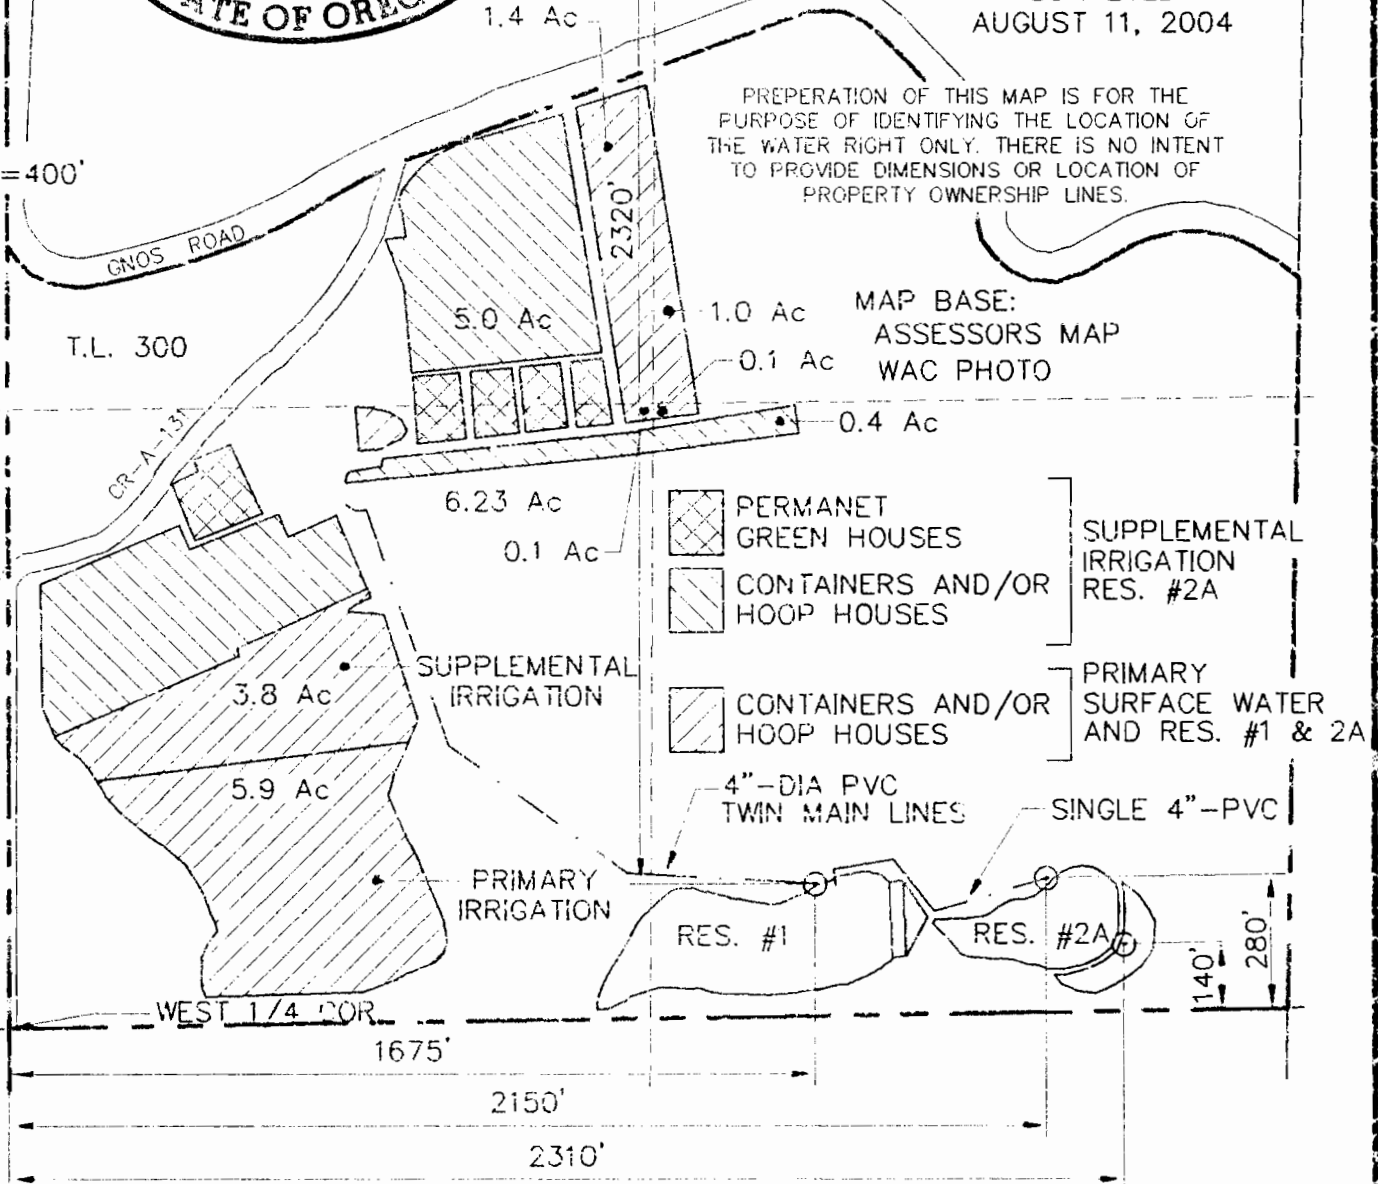 ATE OF OREG
1.4 Ac
AUGUST 11, 2004
PREPERATION OF THIS MAP IS FOR THE
PURPOSE OF IDENTIFYING THE LOCATION OF
THE WATER RIGHT ONLY. THERE IS NO INTENT
TO PROVIDE DIMENSIONS OR LOCATION OF
PROPERTY OWNERSHIP LINES.
=400'
2320'
GNOS ROAD
5.0 Ac
1.0 Ac
MAP BASE:
ASSESSORS MAP
WAC PHOTO
T.L. 300
0.1 Ac
0.4 Ac
CR-A-131
6.23 Ac
0.1 Ac
PERMANET
GREEN HOUSES
CONTAINERS AND/OR
HOOP HOUSES
SUPPLEMENTAL
IRRIGATION
RES. #2A
CONTAINERS AND/OR
HOOP HOUSES
PRIMARY
SURFACE WATER
AND RES. #1 & 2A
SUPPLEMENTAL
IRRIGATION
3.8 Ac
5.9 Ac
4"-DIA PVC
TWIN MAIN LINES
SINGLE 4"-PVC
PRIMARY
IRRIGATION
RES. #1
RES. #2A
140'
280'
WEST 1/4 COR
1675'
2150'
2310'